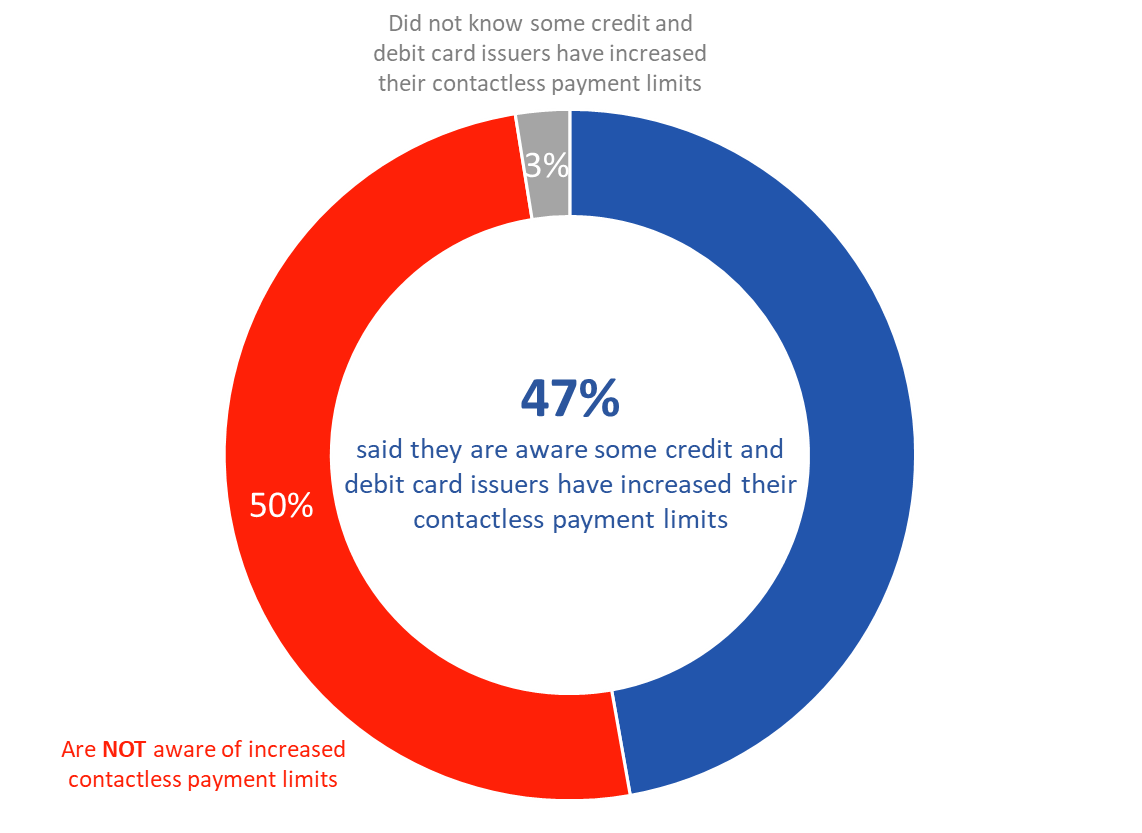 Did not know some credit and
debit card issuers have increased
their contactless payment limits
3%
47%
said they are aware some credit and
debit card issuers have increased their
contactless payment limits
50%
Are NOT aware of increased
contactless payment limits